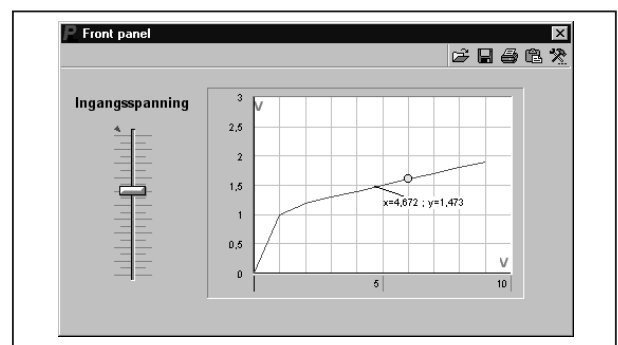 Front panel
Ingangsspanning
3
V
2,5
2
1,5
x=4,672 ; y=1,473
1
0,5
0
V
5
10